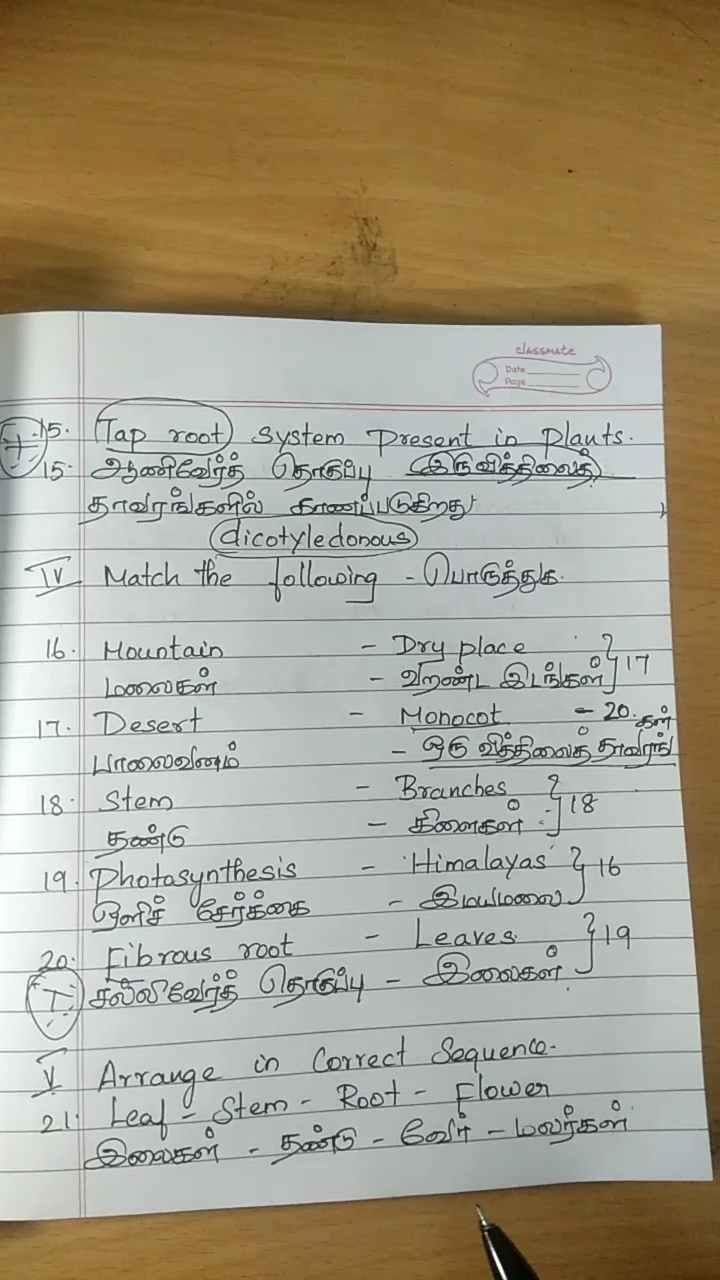 classmate
Date
Page
15. Tap root system Present in Plants.
15. ஆணிவேர்த் தொகுப்பு இருவித்திலைத்
தாவரங்களில் காணப்படுகிறது
dicotyledonous
IV Match the following - பொருத்துக.
16. Mountain - Dry place
மலைகள் - வறண்ட இடங்கள் 17
17. Desert - Monocot - 20.
பாலைவனம் - ஒரு வித்திலைத் தாவரங்கள்
18. Stem - Branches
தண்டு - கிளைகள் 18
19. Photasynthesis - Himalayas 16
ஒளிச் சேர்க்கை - இமயமலை
20. Fibrous root - Leaves. 19
சல்லிவேர்த் தொகுப்பு - இலைகள்
V Arrange in Correct Sequence.
21. Leaf - Stem - Root - Flower
இலைகள் - தண்டு - வேர் - மலர்கள்